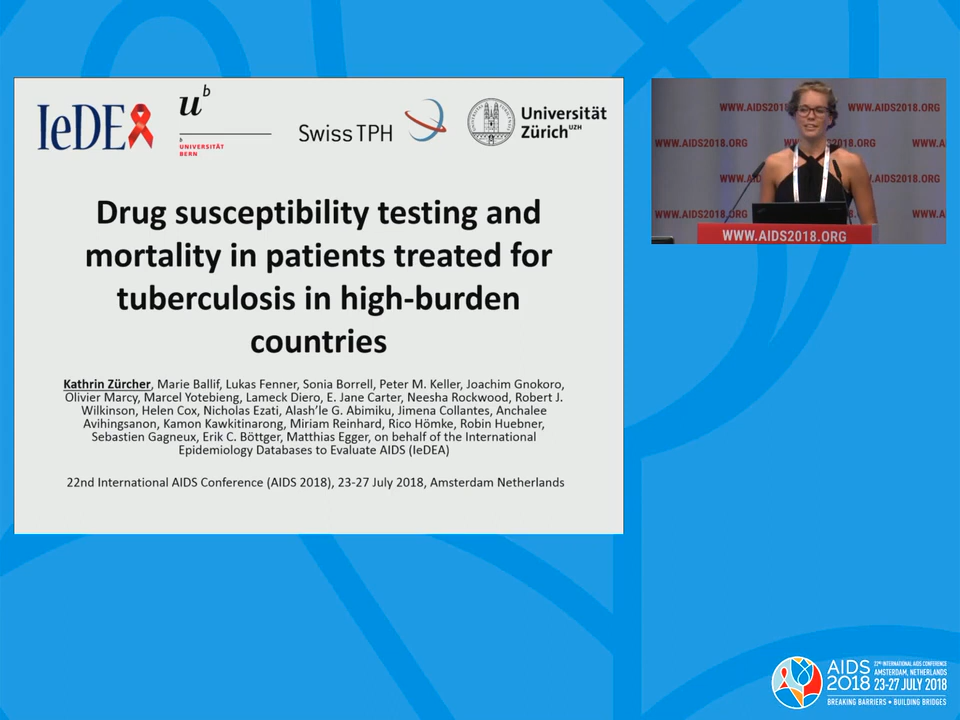 IeDEA
u
b
b
UNIVERSITÄT
BERN
Swiss TPH
Universität
Zürich UZH
Drug susceptibility testing and
mortality in patients treated for
tuberculosis in high-burden
countries
Kathrin Zürcher, Marie Ballif, Lukas Fenner, Sonia Borrell, Peter M. Keller, Joachim Gnokoro,
Olivier Marcy, Marcel Yotebieng, Lameck Diero, E. Jane Carter, Neesha Rockwood, Robert J.
Wilkinson, Helen Cox, Nicholas Ezati, Alash'le G. Abimiku, Jimena Collantes, Anchalee
Avihingsanon, Kamon Kawkitinarong, Miriam Reinhard, Rico Hömke, Robin Huebner,
Sebastien Gagneux, Erik C. Böttger, Matthias Egger, on behalf of the International
Epidemiology Databases to Evaluate AIDS (IeDEA)
22nd International AIDS Conference (AIDS 2018), 23-27 July 2018, Amsterdam Netherlands
WWW.AIDS201 WWW.AIDS2018.ORG
WWW.AIDS2018.ORG 2018.ORG WWW.A
WWW.AID AIDS2018.ORG
WWW.AIDS2018.ORG WWW.A
WWW.AIDS2018.ORG
AIDS
2018
22ND INTERNATIONAL AIDS CONFERENCE
AMSTERDAM, NETHERLANDS
23-27 JULY 2018
BREAKING BARRIERS • BUILDING BRIDGES